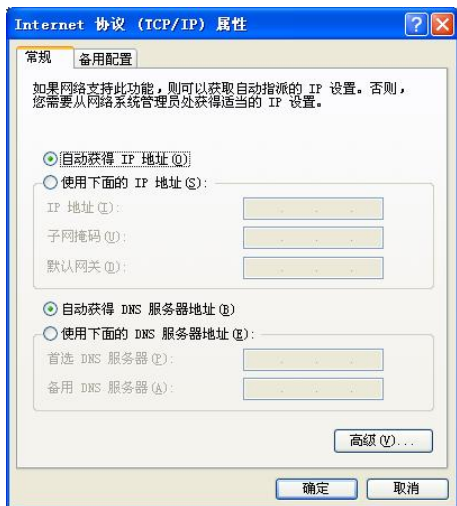 Internet 协议 (TCP/IP) 属性
常规 备用配置
如果网络支持此功能,则可以获取自动指派的 IP 设置。否则,
您需要从网络系统管理员处获得适当的 IP 设置。
自动获得 IP 地址(O)
使用下面的 IP 地址(S):
IP 地址(I):
子网掩码(U):
默认网关(D):
自动获得 DNS 服务器地址(B)
使用下面的 DNS 服务器地址(E):
首选 DNS 服务器(P):
备用 DNS 服务器(A):
高级(V)...
确定 取消